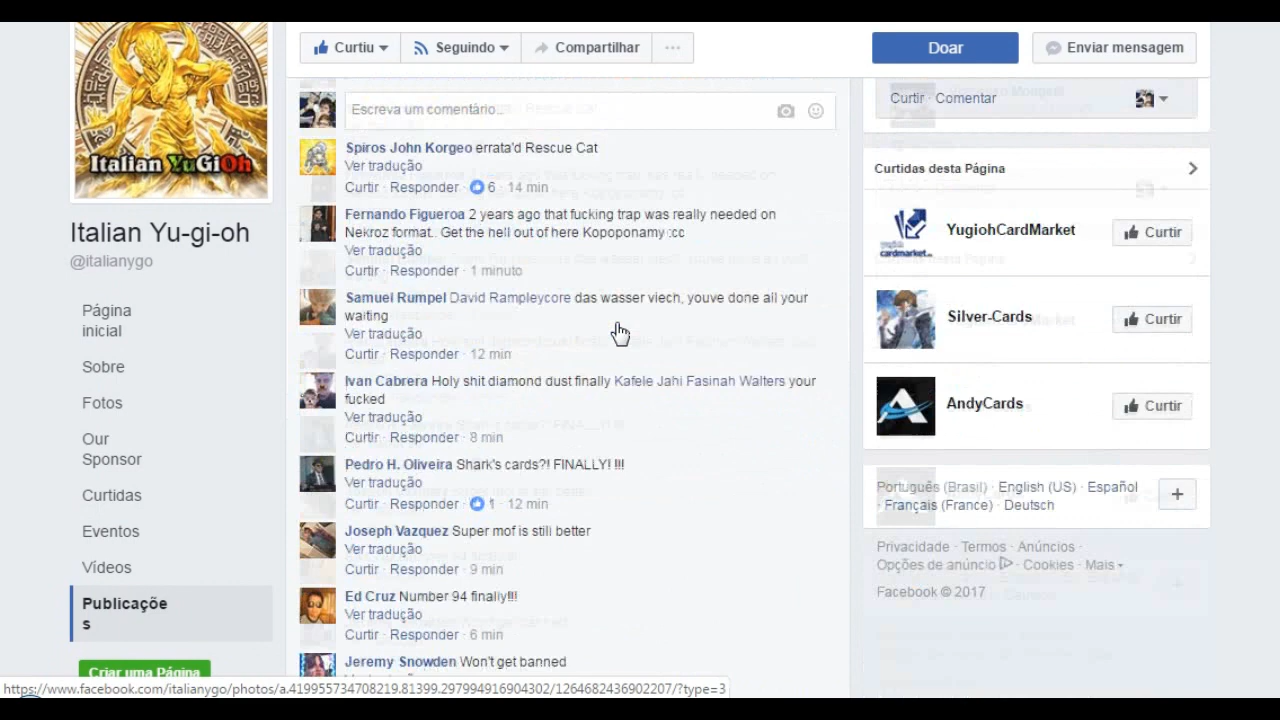 Italian YuGiOh
Italian Yu-gi-oh
@italianygo
Página
inicial
Sobre
Fotos
Our
Sponsor
Curtidas
Eventos
Vídeos
Publicaçõe
s
Criar uma Página
Curtiu
Seguindo
Compartilhar
Doar
Enviar mensagem
Escreva um comentário...
Spiros John Korgeo errata'd Rescue Cat
Ver tradução
Curtir · Responder · 6 · 14 min
Fernando Figueroa 2 years ago that fucking trap was really needed on
Nekroz format.. Get the hell out of here Kopoponamy :cc
Ver tradução
Curtir · Responder · 1 minuto
Samuel Rumpel David Rampleycore das wasser viech, youve done all your
waiting
Ver tradução
Curtir · Responder · 12 min
Ivan Cabrera Holy shit diamond dust finally Kafele Jahi Fasinah Walters your
fucked
Ver tradução
Curtir · Responder · 8 min
Pedro H. Oliveira Shark's cards?! FINALLY! !!!
Ver tradução
Curtir · Responder · 1 · 12 min
Joseph Vazquez Super mof is still better
Ver tradução
Curtir · Responder · 9 min
Ed Cruz Number 94 finally!!!
Ver tradução
Curtir · Responder · 6 min
Jeremy Snowden Won't get banned
Curtir · Comentar
Curtidas desta Página
YugiohCardMarket
Curtir
Silver-Cards
Curtir
AndyCards
Curtir
Português (Brasil) · English (US) · Español
· Français (France) · Deutsch
Privacidade · Termos · Anúncios ·
Opções de anúncio · Cookies · Mais
Facebook © 2017
https://www.facebook.com/italianygo/photos/a.419955734708219.81399.297994916904302/1264682436902207/?type=3